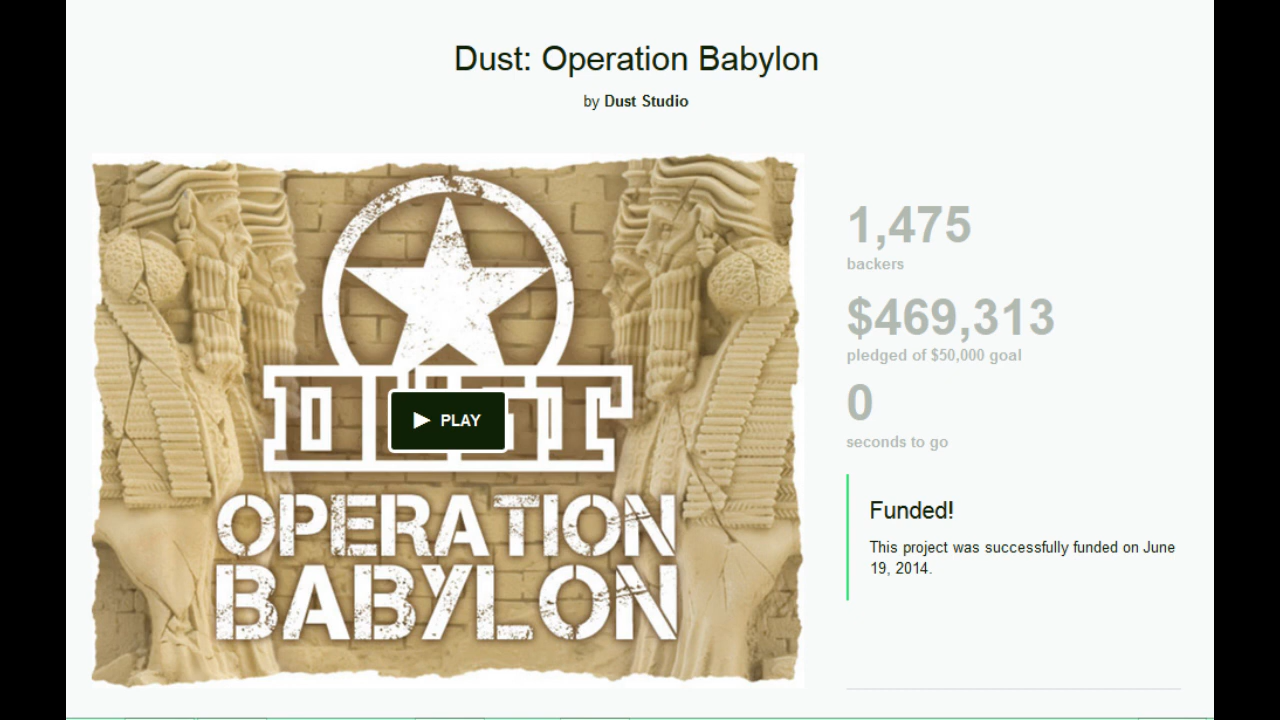 Dust: Operation Babylon
by Dust Studio
PLAY
OPERATION
BABYLON
1,475
backers
$469,313
pledged of $50,000 goal
0
seconds to go
Funded!
This project was successfully funded on June
19, 2014.